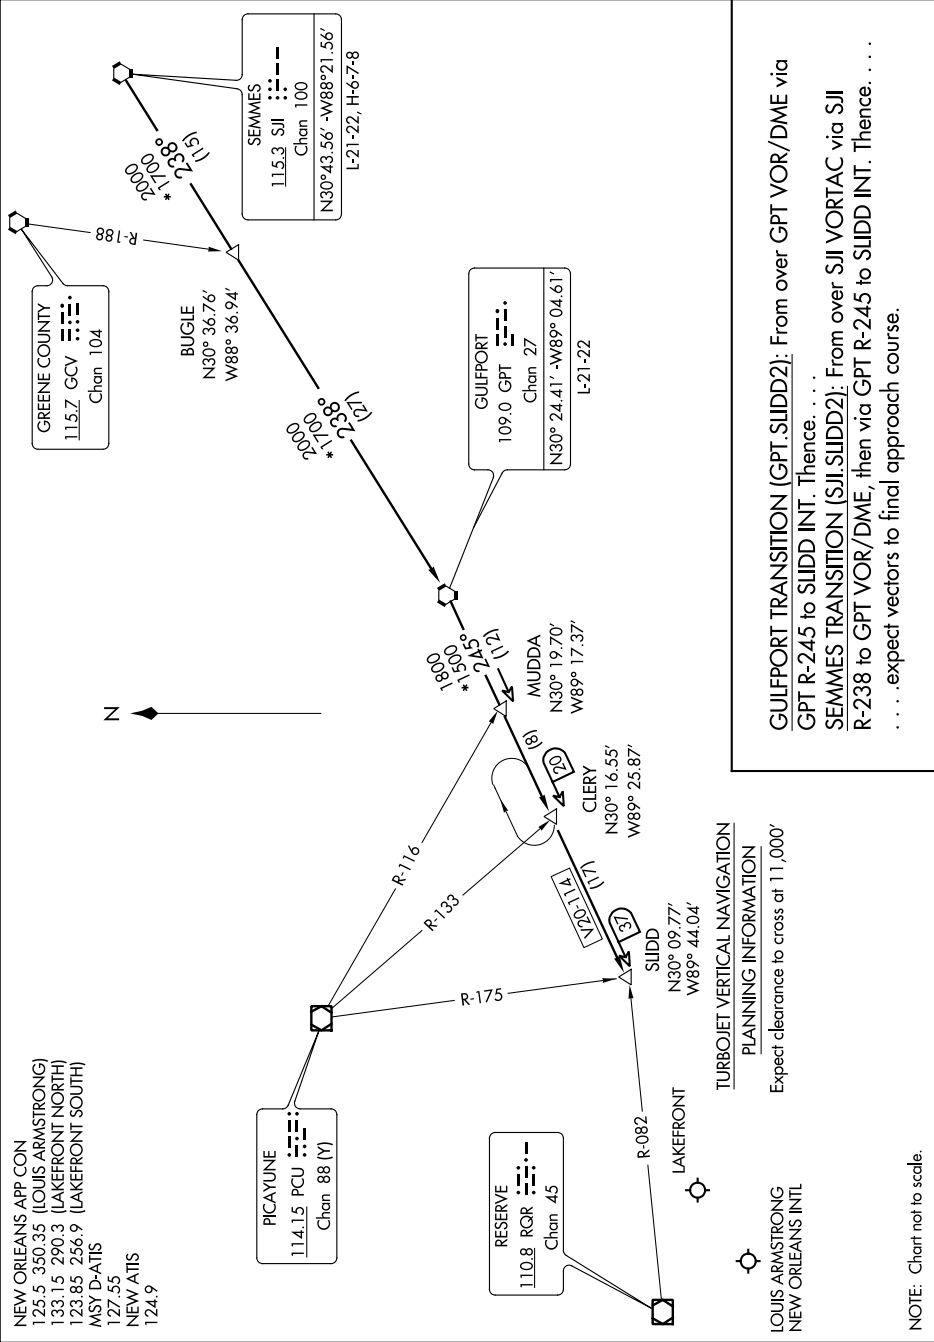 NEW ORLEANS APP CON
125.5 350.35 (LOUIS ARMSTRONG)
133.15 290.3 (LAKEFRONT NORTH)
123.85 256.9 (LAKEFRONT SOUTH)
MSY D-ATIS
127.55
NEW ATIS
124.9
GREENE COUNTY
115.7 GCV
Chan 104
R-188
SEMMES
115.3 SJI
Chan 100
N30°43.56′ -W88°21.56′
L-21-22, H-6-7-8
2000
*1700
238°
(15)
BUGLE
N30° 36.76′
W88° 36.94′
2000
*1700
238°
(27)
GULFPORT
109.0 GPT
Chan 27
N30° 24.41′ -W89° 04.61′
L-21-22
N
1800
*1500
245°
(12)
MUDDA
N30° 19.70′
W89° 17.37′
(8)
20
CLERY
N30° 16.55′
W89° 25.87′
R-116
R-133
R-175
V20-114
(17)
37
SLIDD
N30° 09.77′
W89° 44.04′
PICAYUNE
114.15 PCU
Chan 88 (Y)
RESERVE
110.8 RQR
Chan 45
R-082
LAKEFRONT
LOUIS ARMSTRONG
NEW ORLEANS INTL
TURBOJET VERTICAL NAVIGATION
PLANNING INFORMATION
Expect clearance to cross at 11,000′
GULFPORT TRANSITION (GPT.SLIDD2): From over GPT VOR/DME via
GPT R-245 to SLIDD INT. Thence. . . .
SEMMES TRANSITION (SJI.SLIDD2): From over SJI VORTAC via SJI
R-238 to GPT VOR/DME, then via GPT R-245 to SLIDD INT. Thence. . . .
. . . .expect vectors to final approach course.
NOTE: Chart not to scale.